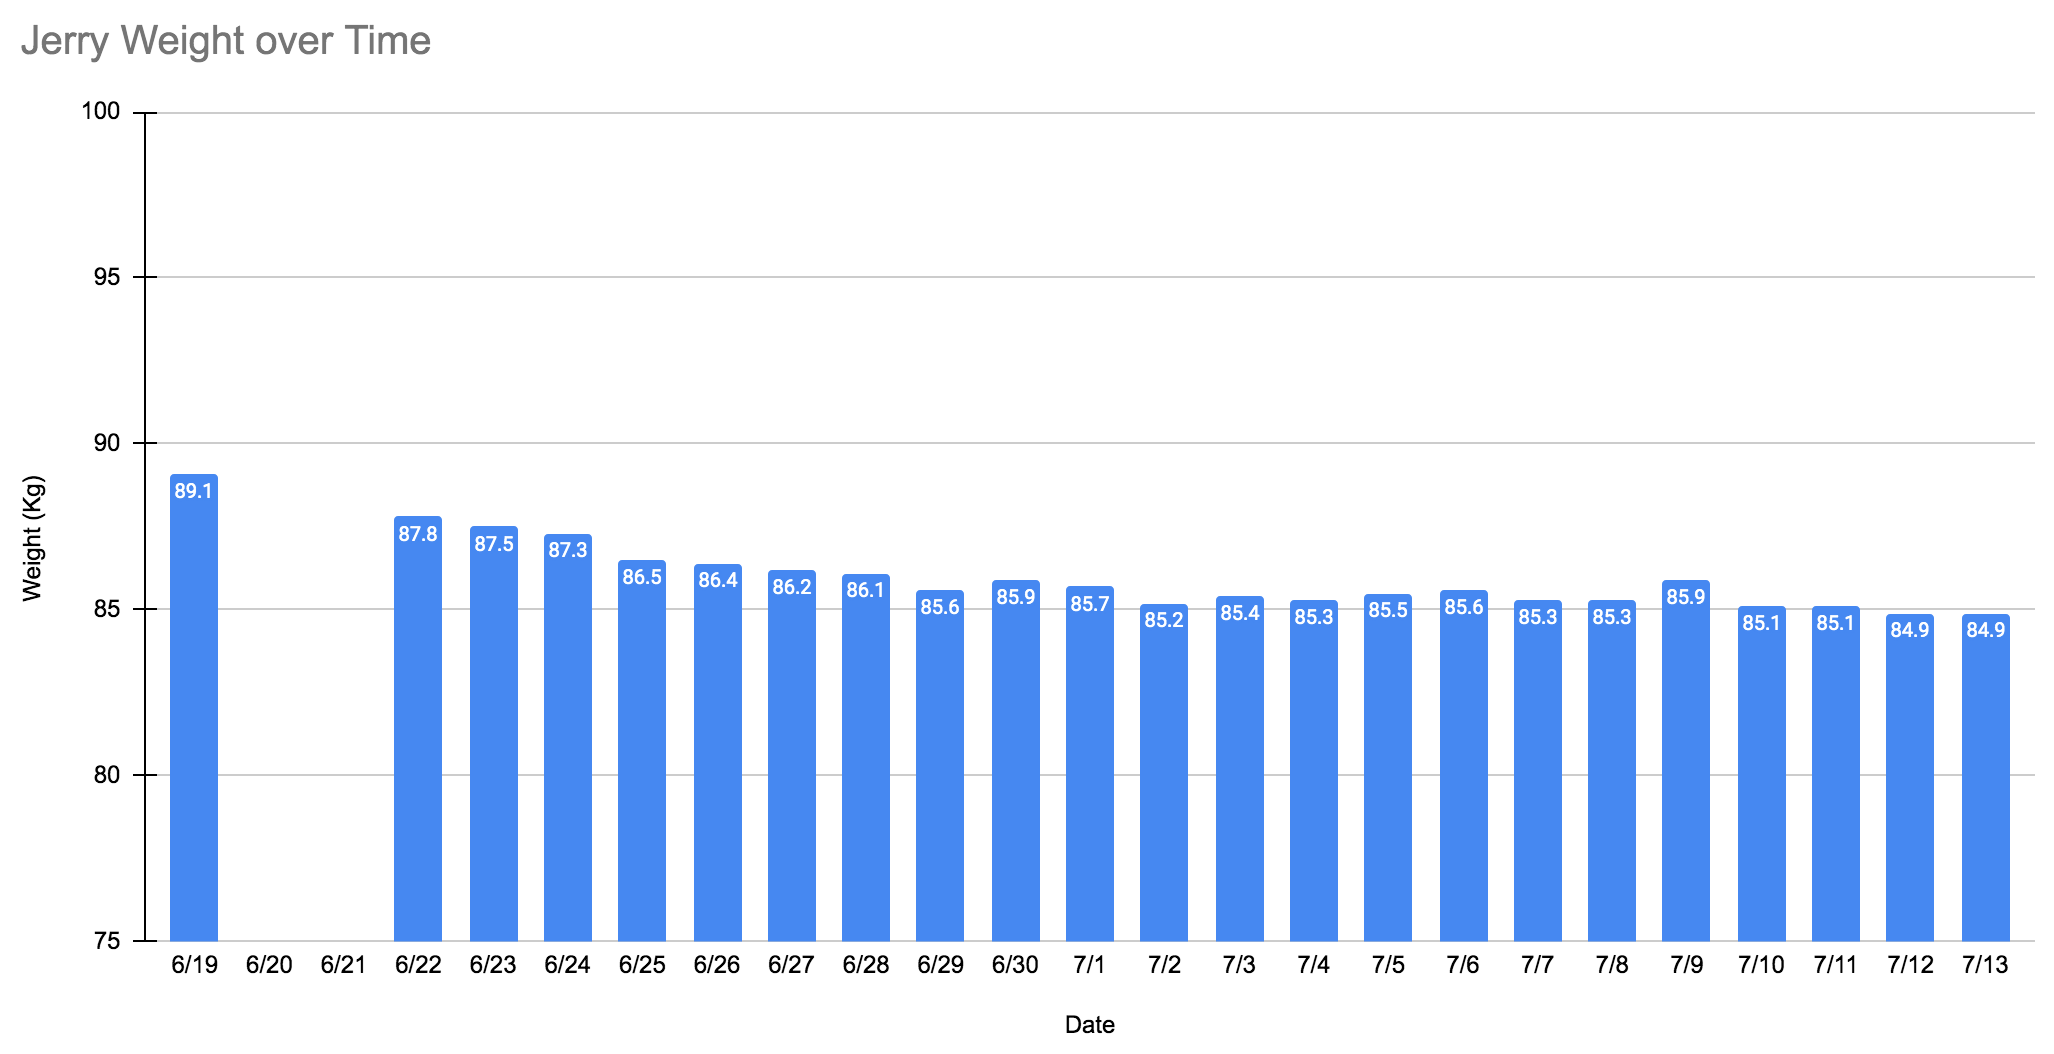 Jerry Weight over Time
100
95
90
85
80
75
Weight (Kg)
89.1 87.8 87.5 87.3 86.5 86.4 86.2 86.1 85.6 85.9 85.7 85.2 85.4 85.3 85.5 85.6 85.3 85.3 85.9 85.1 85.1 84.9 84.9
6/19 6/20 6/21 6/22 6/23 6/24 6/25 6/26 6/27 6/28 6/29 6/30 7/1 7/2 7/3 7/4 7/5 7/6 7/7 7/8 7/9 7/10 7/11 7/12 7/13
Date